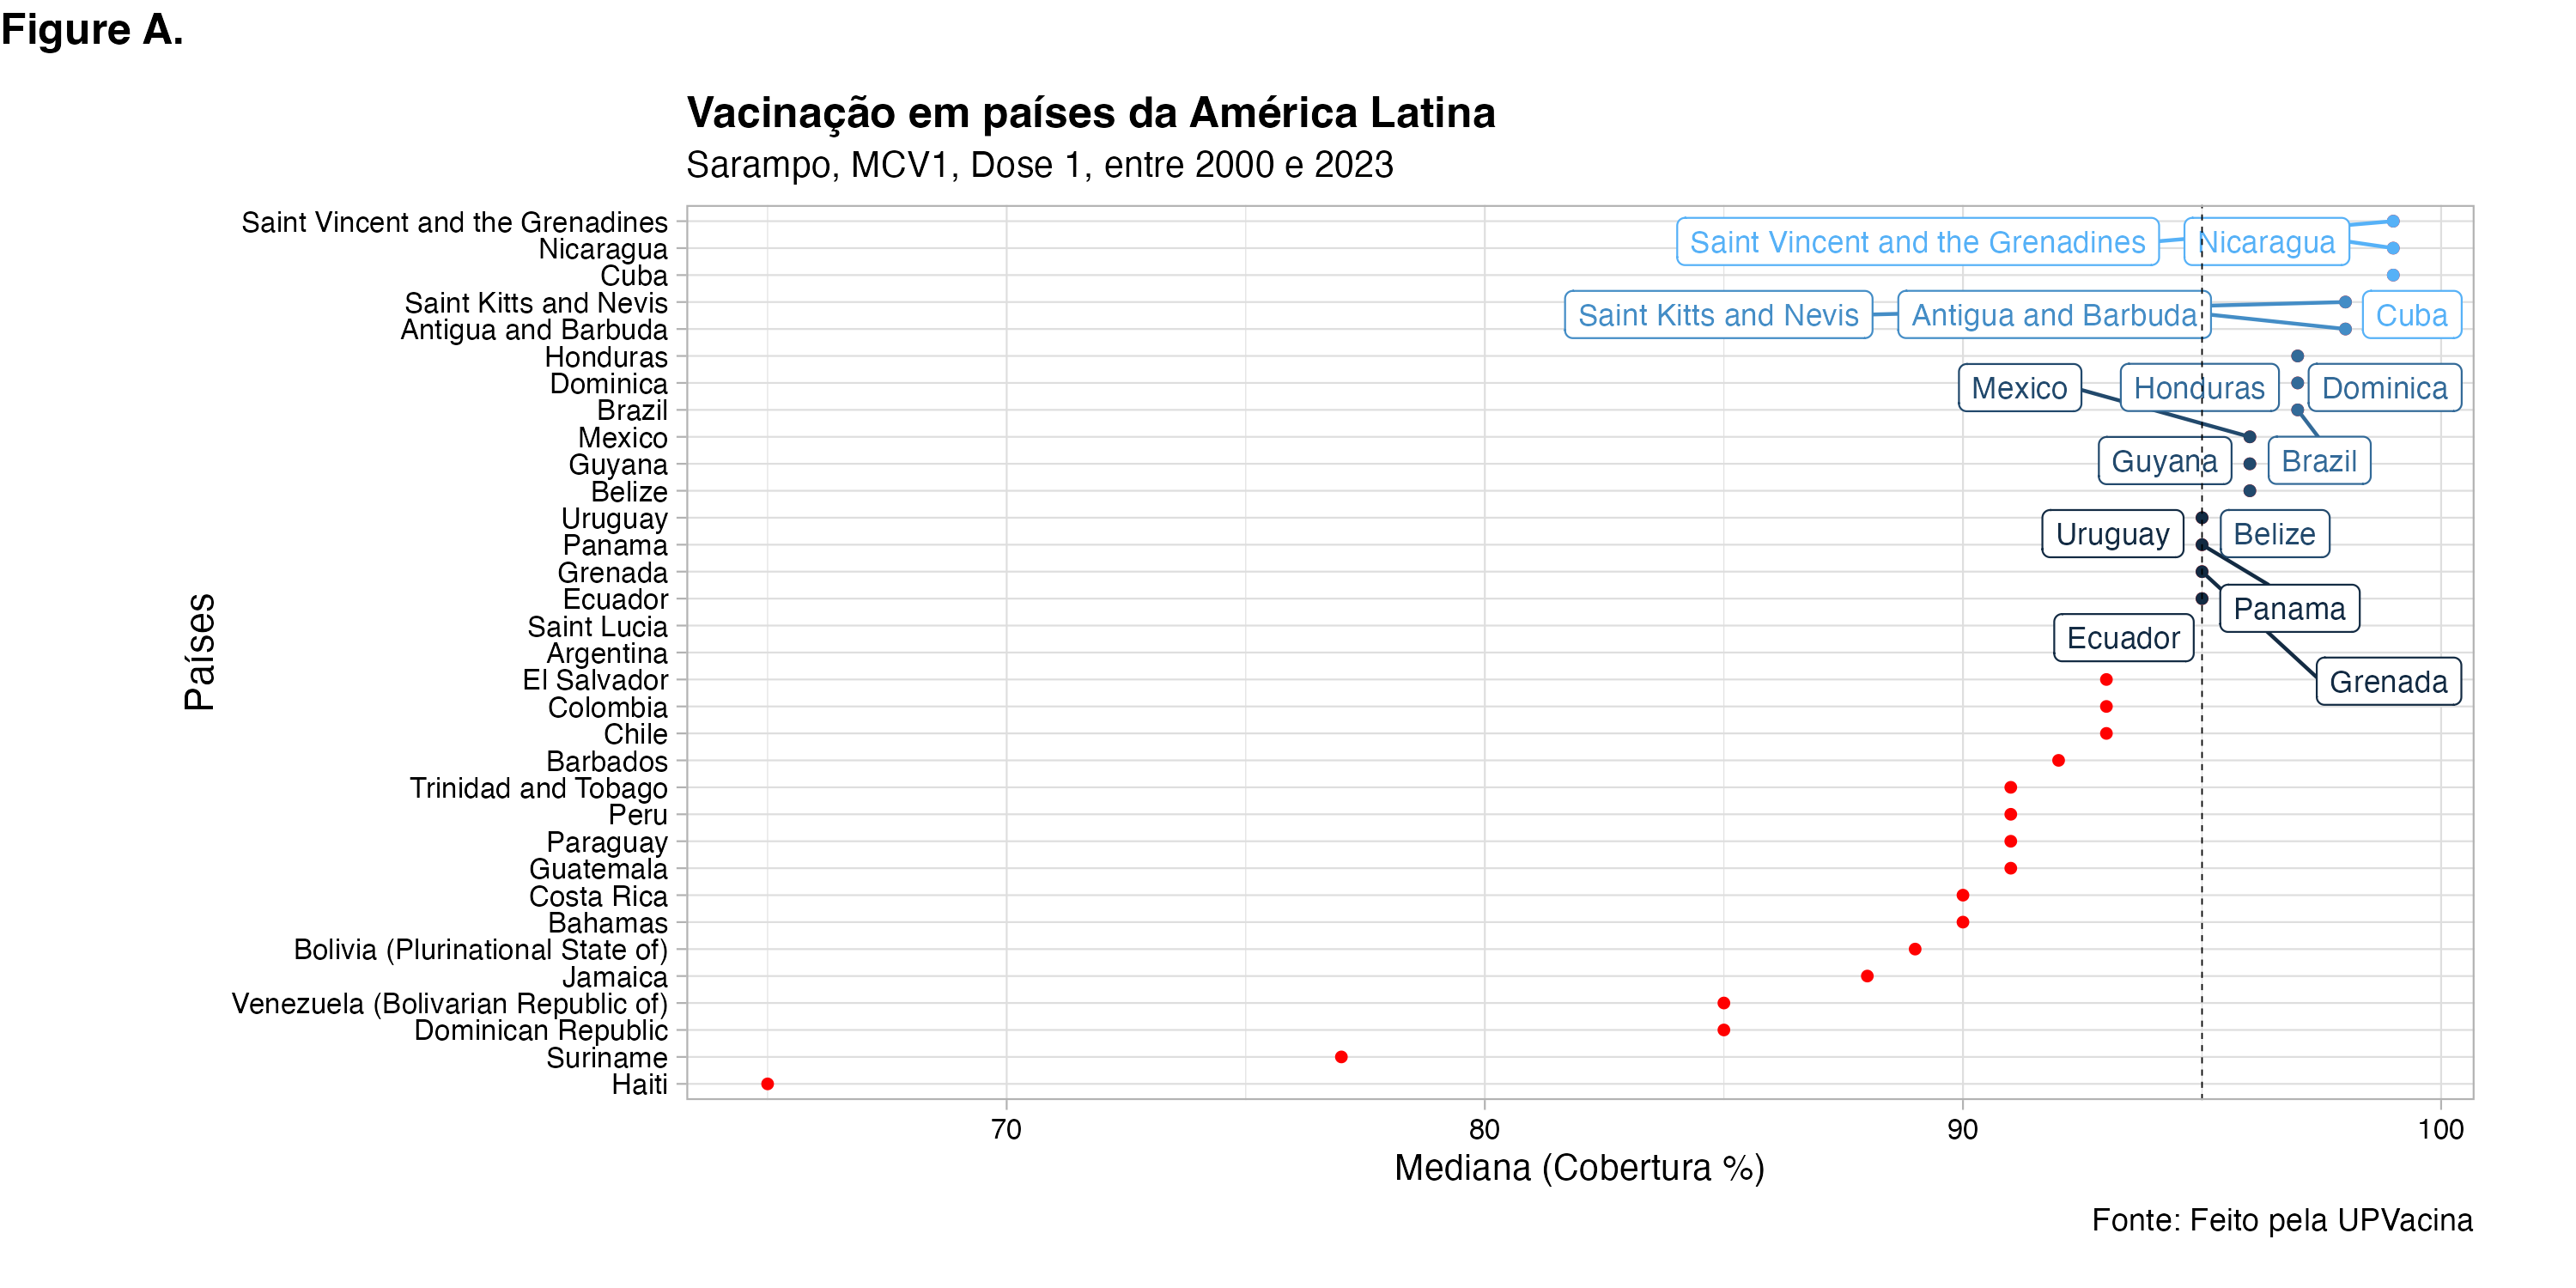 Figure A.
Vacinação em países da América Latina
Sarampo, MCV1, Dose 1, entre 2000 e 2023
Países
Saint Vincent and the Grenadines
Nicaragua
Cuba
Saint Kitts and Nevis
Antigua and Barbuda
Honduras
Dominica
Brazil
Mexico
Guyana
Belize
Uruguay
Panama
Grenada
Ecuador
Saint Lucia
Argentina
El Salvador
Colombia
Chile
Barbados
Trinidad and Tobago
Peru
Paraguay
Guatemala
Costa Rica
Bahamas
Bolivia (Plurinational State of)
Jamaica
Venezuela (Bolivarian Republic of)
Dominican Republic
Suriname
Haiti
Saint Vincent and the Grenadines
Nicaragua
Saint Kitts and Nevis
Antigua and Barbuda
Cuba
Mexico
Honduras
Dominica
Guyana
Brazil
Uruguay
Belize
Panama
Ecuador
Grenada
70
80
90
100
Mediana (Cobertura %)
Fonte: Feito pela UPVacina